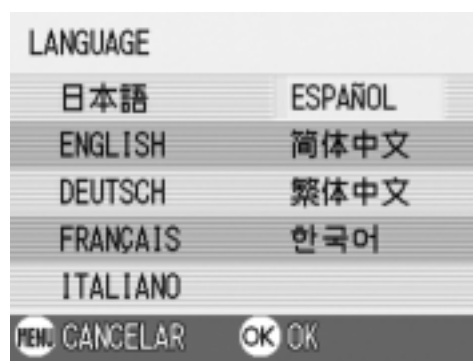 LANGUAGE
日本語 ESPAÑOL
ENGLISH 简体中文
DEUTSCH 繁体中文
FRANÇAIS 한국어
ITALIANO
MENU CANCELAR OK OK